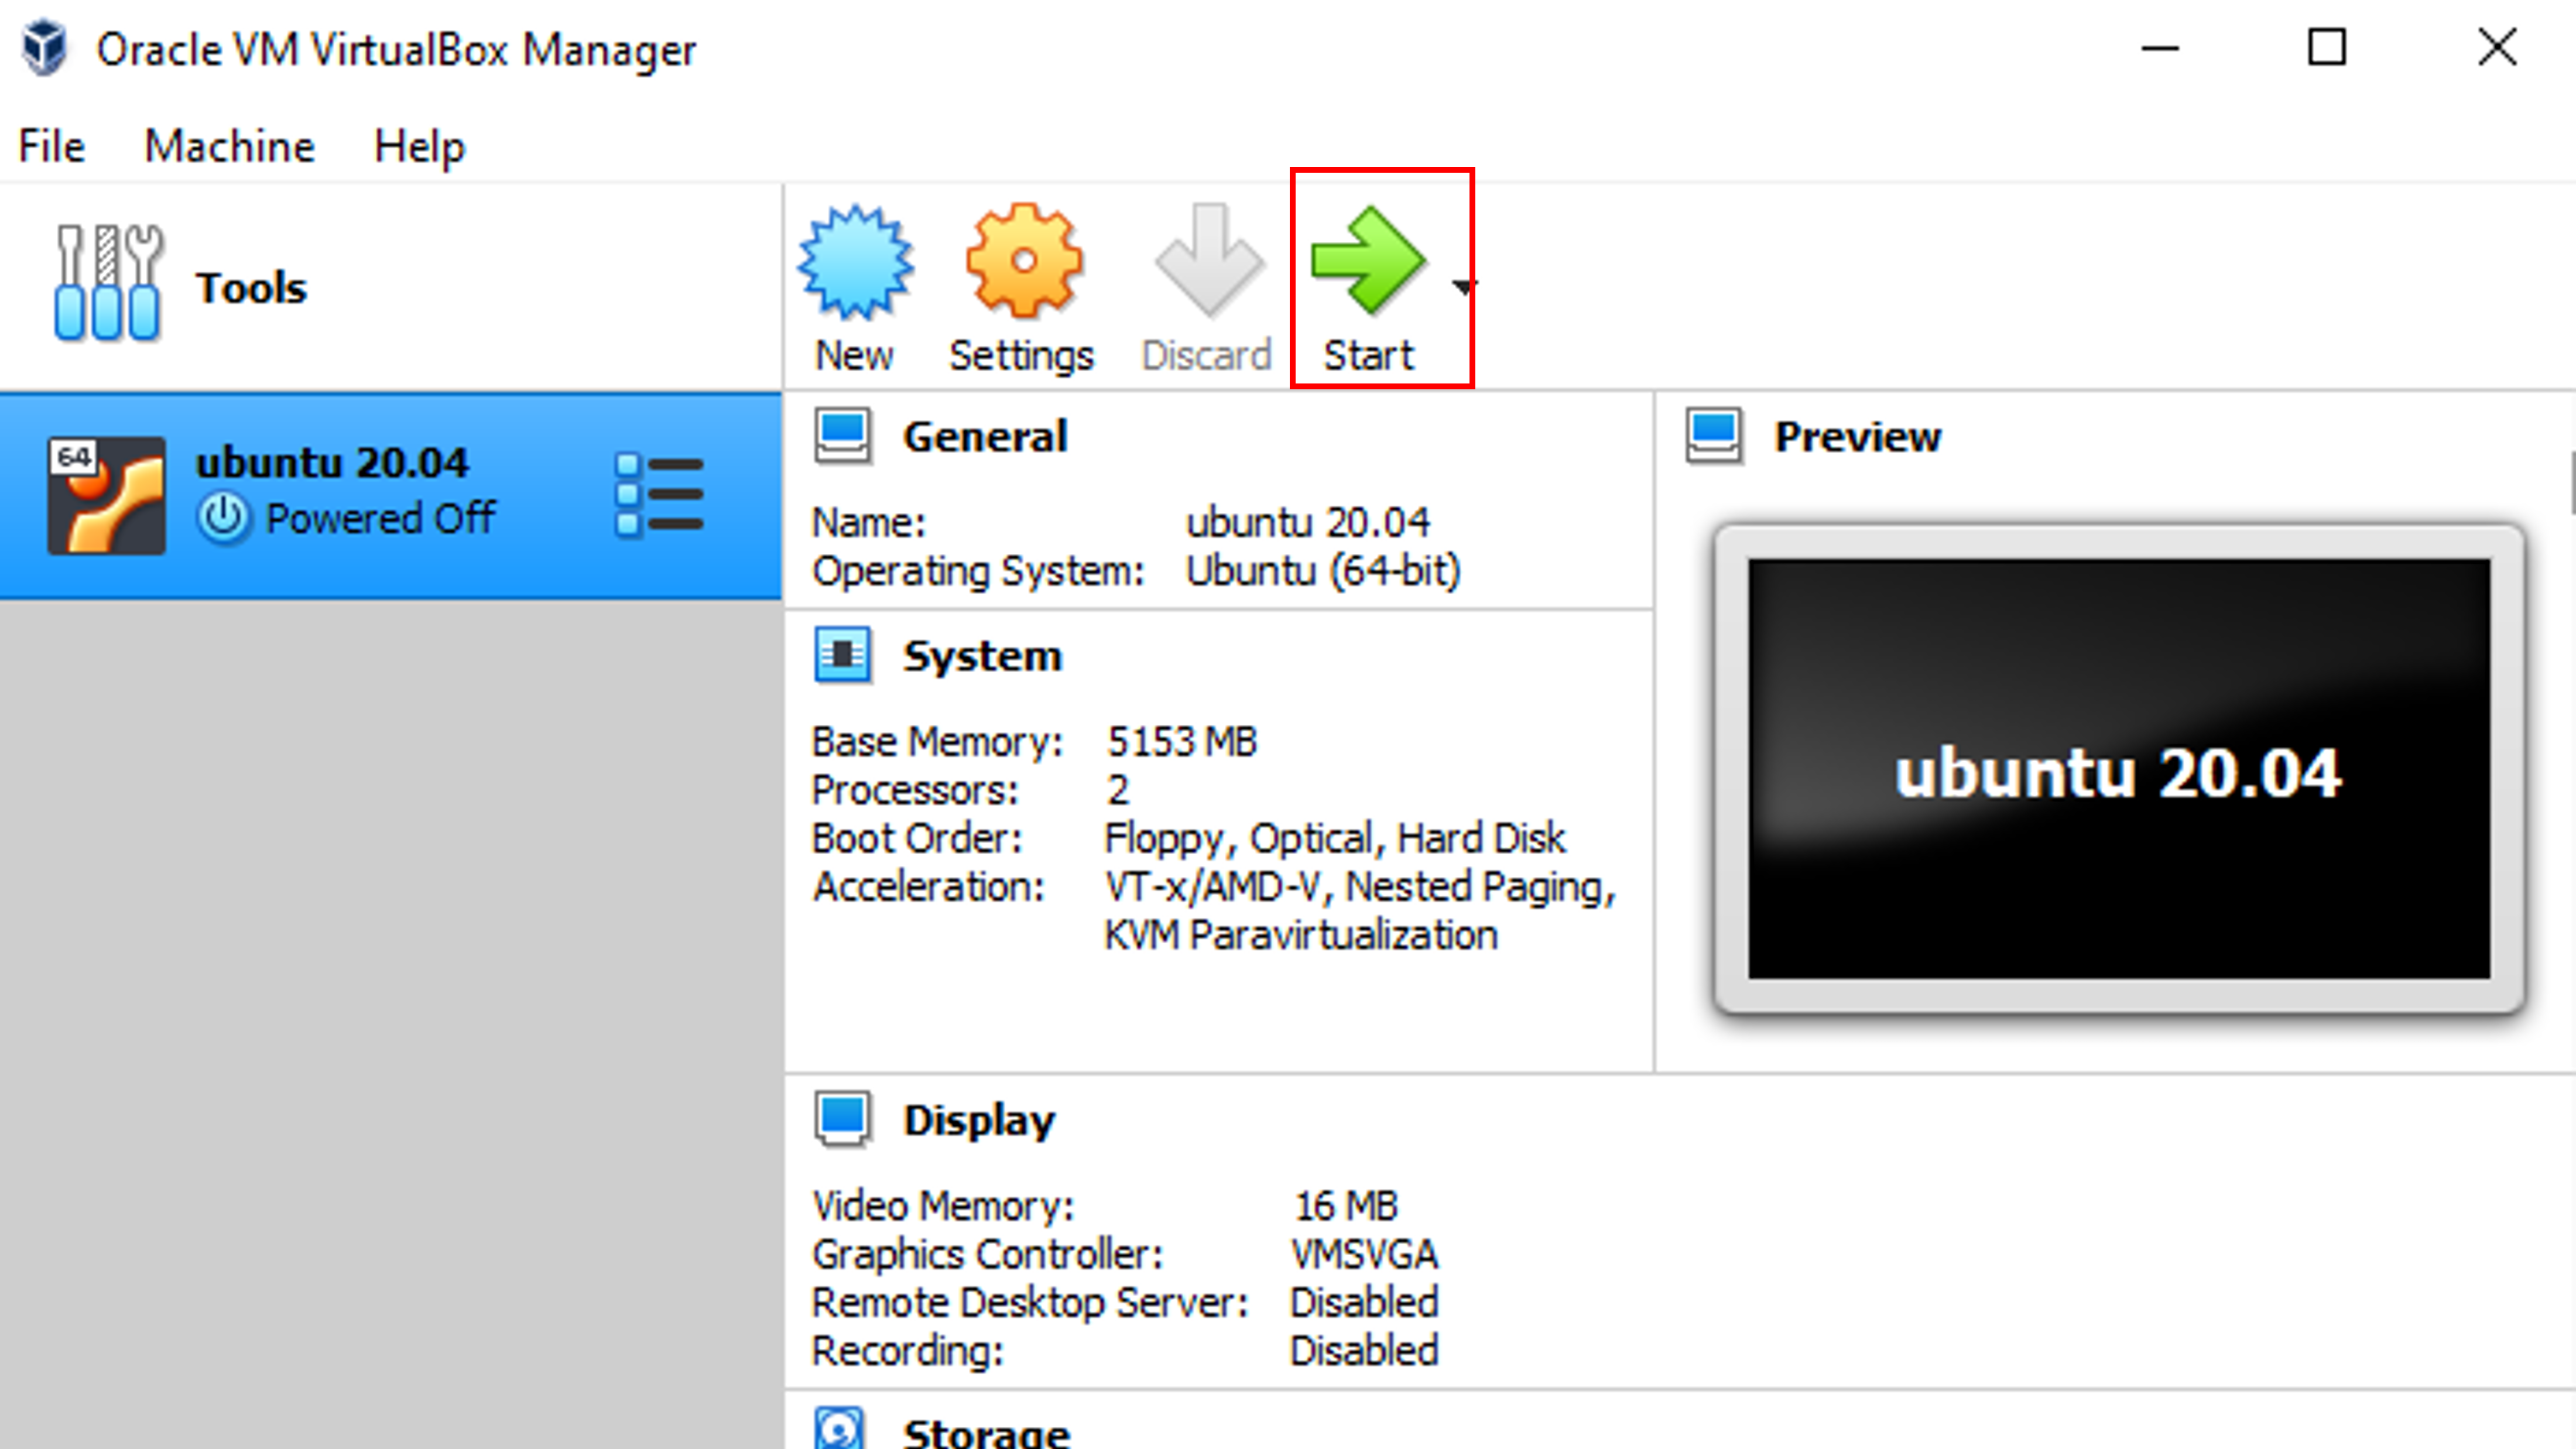 Oracle VM VirtualBox Manager
File Machine Help
Tools
New Settings Discard Start
64
ubuntu 20.04
Powered Off
General
Name: ubuntu 20.04
Operating System: Ubuntu (64-bit)
Preview
ubuntu 20.04
System
Base Memory: 5153 MB
Processors: 2
Boot Order: Floppy, Optical, Hard Disk
Acceleration: VT-x/AMD-V, Nested Paging,
KVM Paravirtualization
Display
Video Memory: 16 MB
Graphics Controller: VMSVGA
Remote Desktop Server: Disabled
Recording: Disabled
Storage